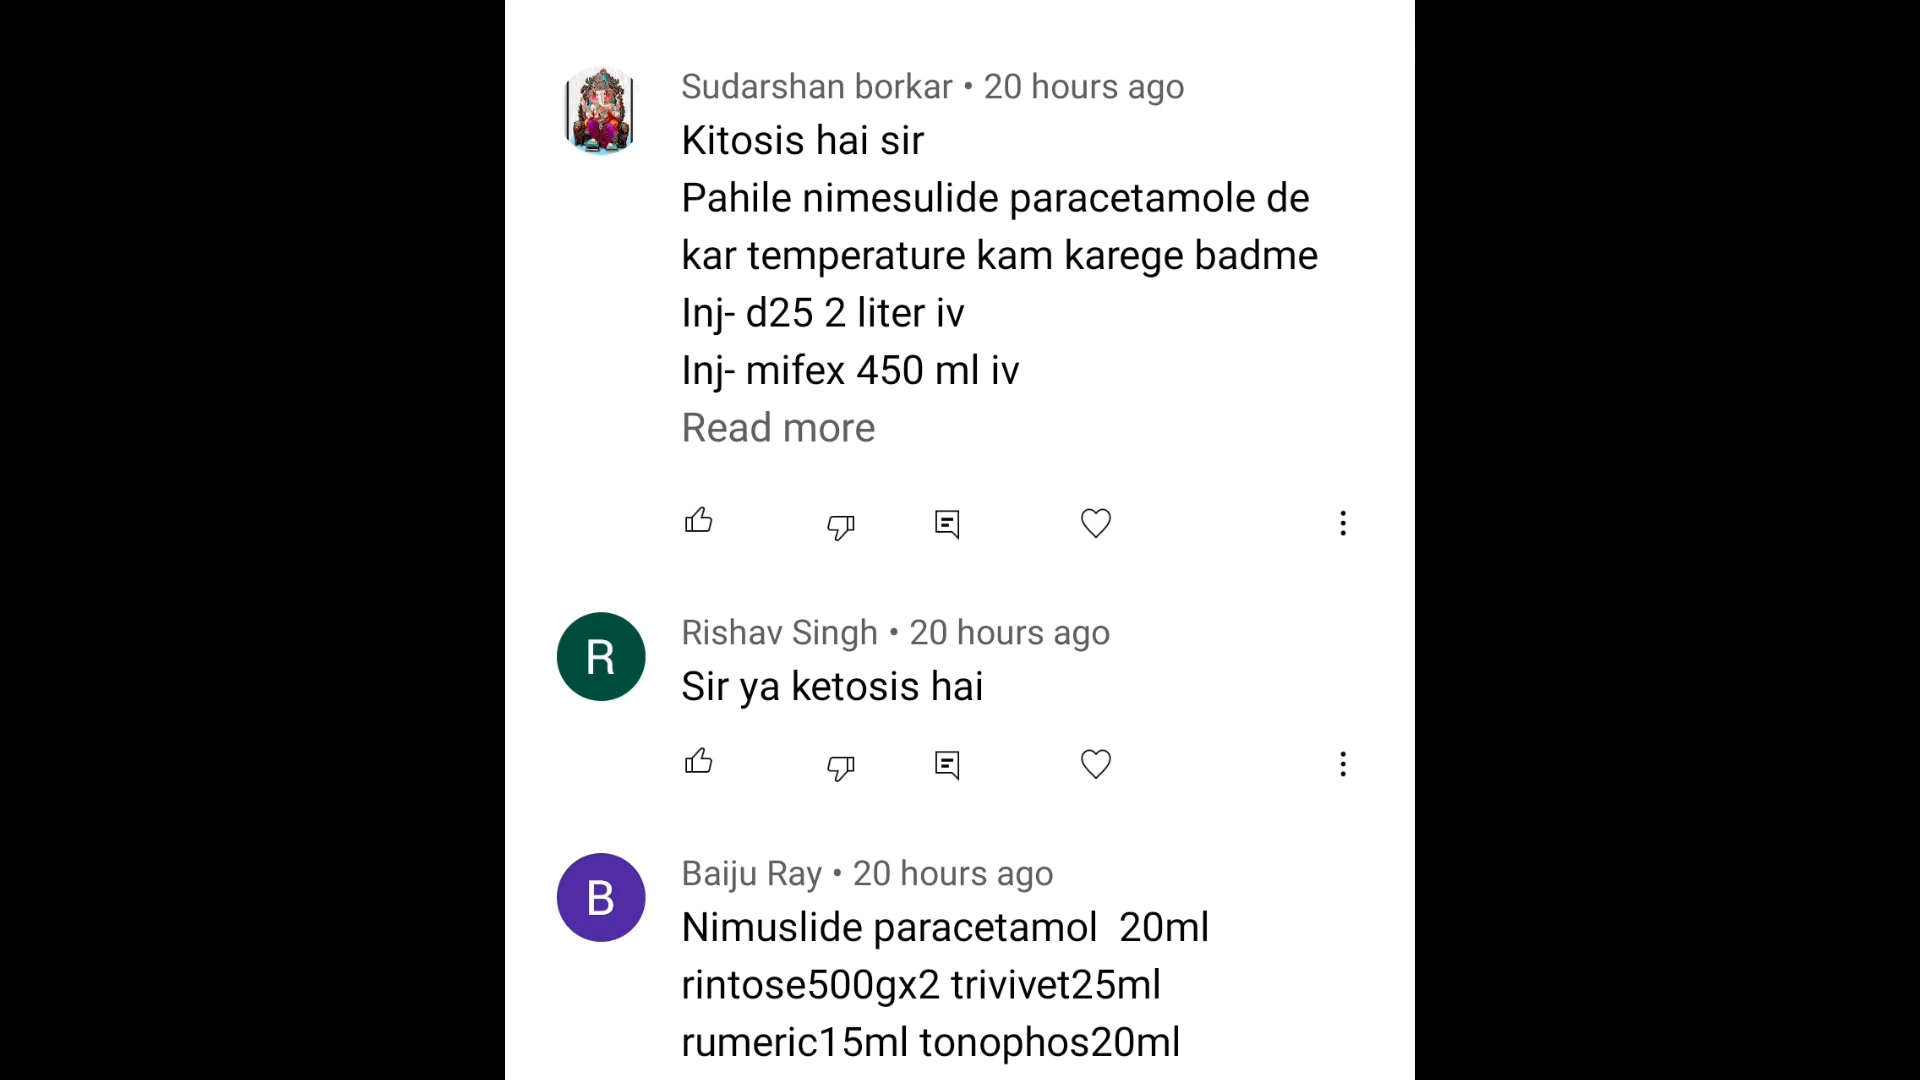 Sudarshan borkar • 20 hours ago
Kitosis hai sir
Pahile nimesulide paracetamole de
kar temperature kam karege badme
Inj- d25 2 liter iv
Inj- mifex 450 ml iv
Read more
R
Rishav Singh • 20 hours ago
Sir ya ketosis hai
B
Baiju Ray • 20 hours ago
Nimuslide paracetamol  20ml
rintose500gx2 trivivet25ml
rumeric15ml tonophos20ml